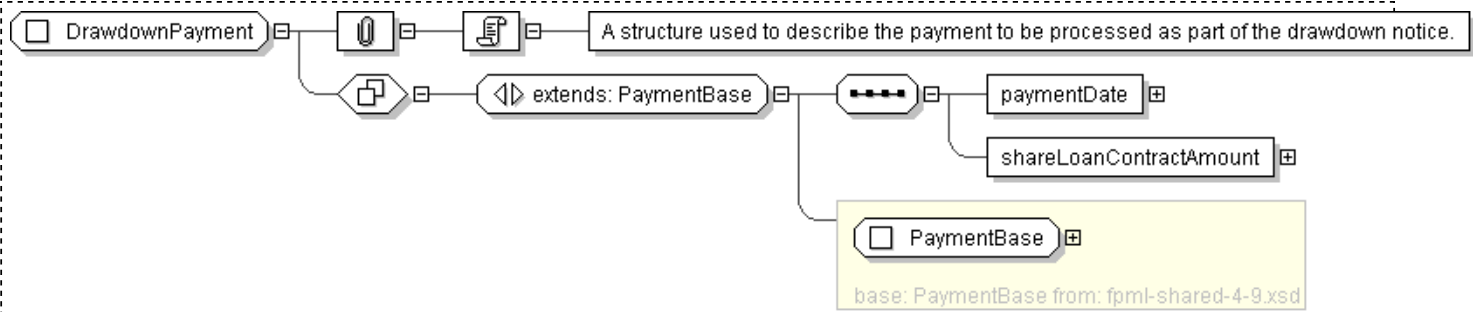 DrawdownPayment
A structure used to describe the payment to be processed as part of the drawdown notice.
extends: PaymentBase
paymentDate
shareLoanContractAmount
PaymentBase
base: PaymentBase from: fpml-shared-4-9.xsd